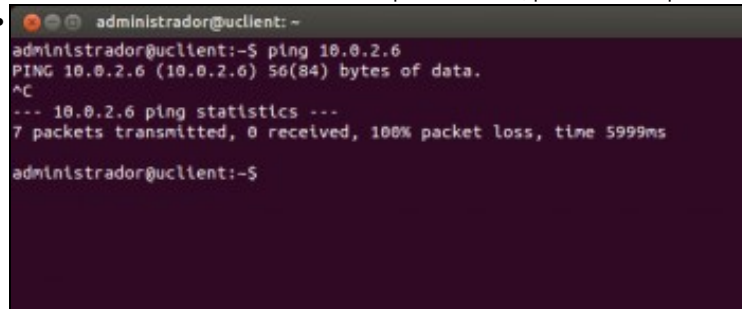 administrador@uclient: ~
administrador@uclient:~$ ping 10.0.2.6
PING 10.0.2.6 (10.0.2.6) 56(84) bytes of data.
^C
--- 10.0.2.6 ping statistics ---
7 packets transmitted, 0 received, 100% packet loss, time 5999ms
administrador@uclient:~$